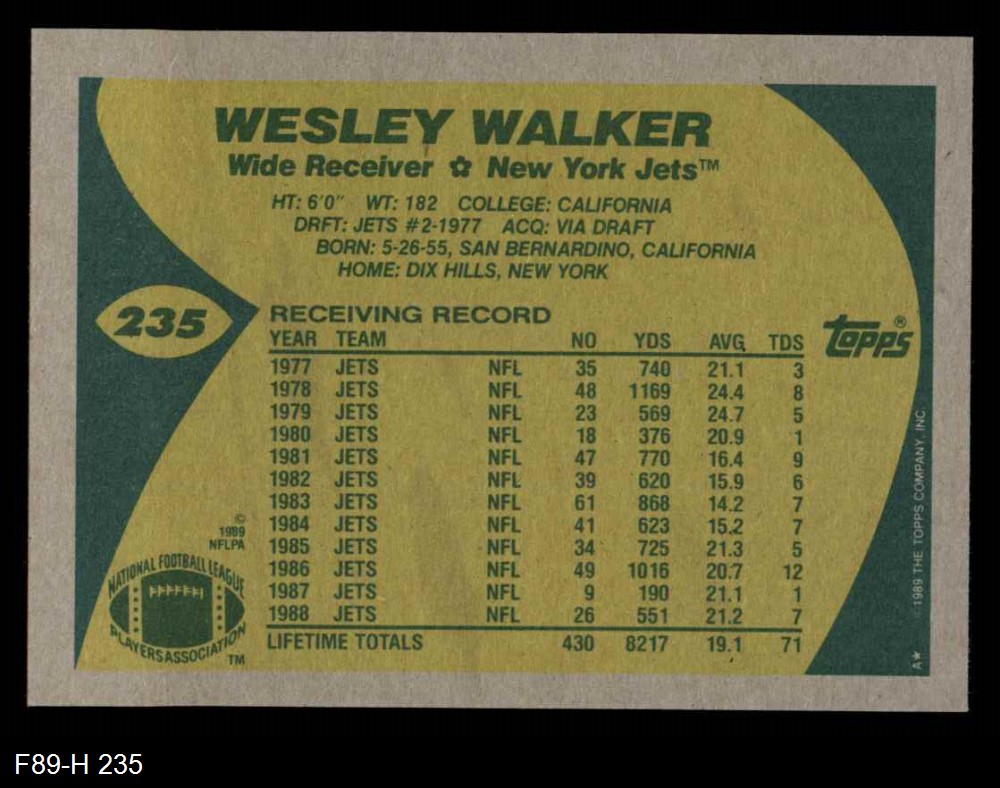 WESLEY WALKER
Wide Receiver ✿ New York Jets™
HT: 6'0" WT: 182 COLLEGE: CALIFORNIA
DRFT: JETS #2-1977 ACQ: VIA DRAFT
BORN: 5-26-55, SAN BERNARDINO, CALIFORNIA
HOME: DIX HILLS, NEW YORK
235
RECEIVING RECORD
topps®
YEAR TEAM NO YDS AVG TDS
1977 JETS NFL 35 740 21.1 3
1978 JETS NFL 48 1169 24.4 8
1979 JETS NFL 23 569 24.7 5
1980 JETS NFL 18 376 20.9 1
1981 JETS NFL 47 770 16.4 9
1982 JETS NFL 39 620 15.9 6
1983 JETS NFL 61 868 14.2 7
1984 JETS NFL 41 623 15.2 7
1985 JETS NFL 34 725 21.3 5
1986 JETS NFL 49 1016 20.7 12
1987 JETS NFL 9 190 21.1 1
1988 JETS NFL 26 551 21.2 7
LIFETIME TOTALS 430 8217 19.1 71
©
1989
NFLPA
NATIONAL FOOTBALL LEAGUE
PLAYERS ASSOCIATION
TM
© 1989 THE TOPPS COMPANY, INC.
A★
F89-H 235